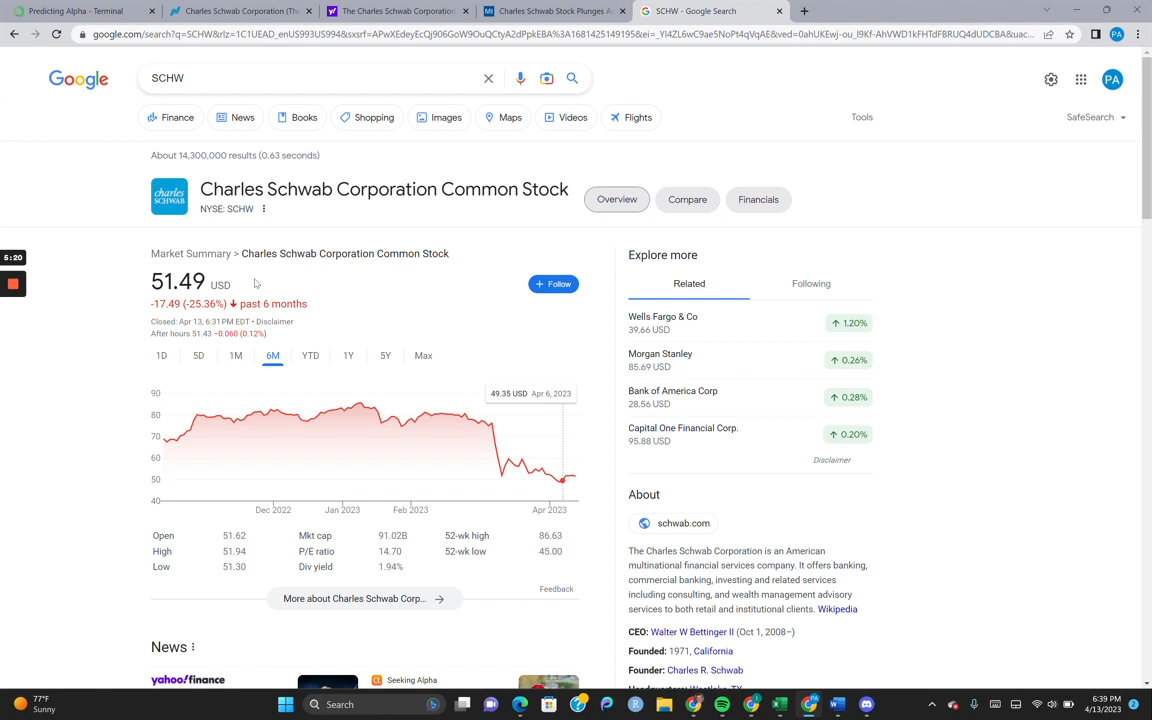 Predicting Alpha - Terminal
Charles Schwab Corporation (Th
The Charles Schwab Corporation
Charles Schwab Stock Plunges A
SCHW - Google Search
Google
SCHW
PA
Finance
News
Books
Shopping
Images
Maps
Videos
Flights
Tools
SafeSearch
About 14,300,000 results (0.63 seconds)
charles
SCHWAB
Charles Schwab Corporation Common Stock
NYSE: SCHW
Overview
Compare
Financials
5:20
Market Summary > Charles Schwab Corporation Common Stock
51.49 USD
+ Follow
-17.49 (-25.36%) past 6 months
Closed: Apr 13, 6:31 PM EDT • Disclaimer
After hours 51.43 −0.060 (0.12%)
1D 5D 1M 6M YTD 1Y 5Y Max
49.35 USD Apr 6, 2023
90
80
70
60
50
40
Dec 2022 Jan 2023 Feb 2023 Apr 2023
Open 51.62 Mkt cap 91.02B 52-wk high 86.63
High 51.94 P/E ratio 14.70 52-wk low 45.00
Low 51.30 Div yield 1.94%
Feedback
More about Charles Schwab Corp...
News
yahoo!finance
Seeking Alpha
Explore more
Related Following
Wells Fargo & Co
39.66 USD
1.20%
Morgan Stanley
85.69 USD
0.26%
Bank of America Corp
28.56 USD
0.28%
Capital One Financial Corp.
95.88 USD
0.20%
Disclaimer
About
schwab.com
The Charles Schwab Corporation is an American
multinational financial services company. It offers banking,
commercial banking, investing and related services
including consulting, and wealth management advisory
services to both retail and institutional clients. Wikipedia
CEO: Walter W Bettinger II (Oct 1, 2008–)
Founded: 1971, California
Founder: Charles R. Schwab
77°F
Sunny
Search
6:39 PM
4/13/2023